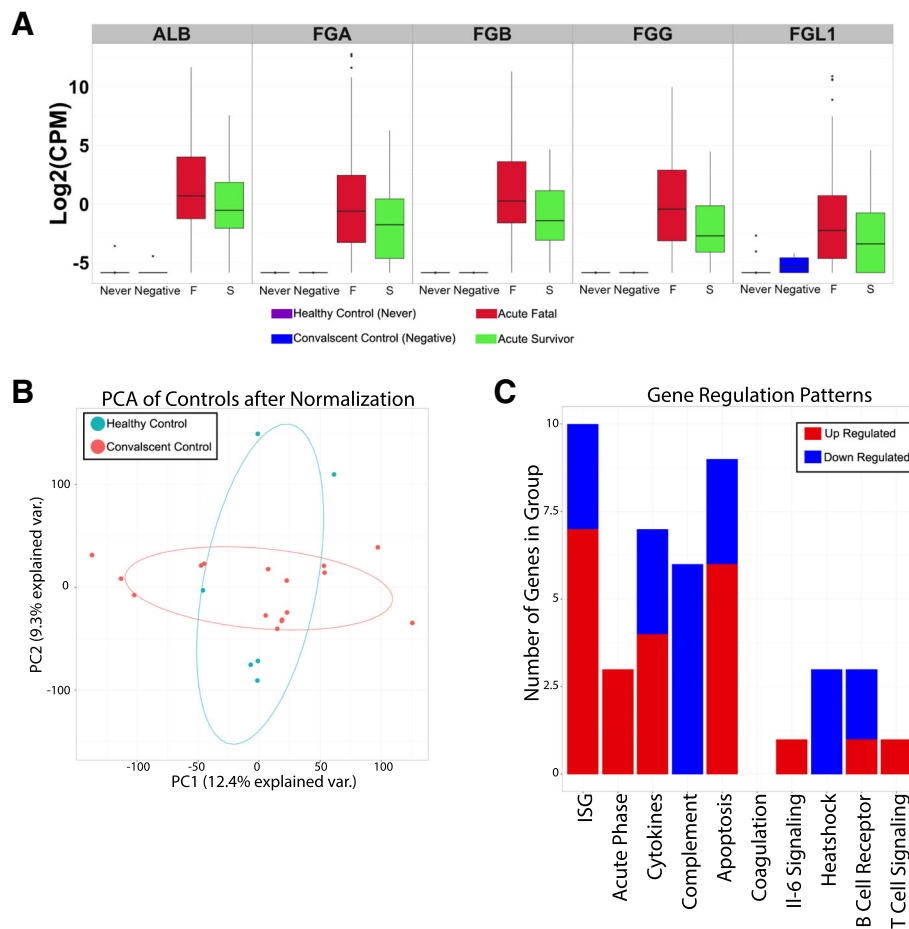 A
ALB FGA FGB FGG FGL1
Log2(CPM)
10
5
0
-5
Never Negative F S Never Negative F S Never Negative F S Never Negative F S Never Negative F S
Healthy Control (Never) Acute Fatal
Convalscent Control (Negative) Acute Survivor
B
PCA of Controls after Normalization
Healthy Control
Convalscent Control
PC2 (9.3% explained var.)
100
0
-100
-100 -50 0 50 100
PC1 (12.4% explained var.)
C
Gene Regulation Patterns
Up Regulated
Down Regulated
Number of Genes in Group
10
7.5
5
2.5
0
ISG
Acute Phase
Cytokines
Complement
Apoptosis
Coagulation
Il-6 Signaling
Heatshock
B Cell Receptor
T Cell Signaling